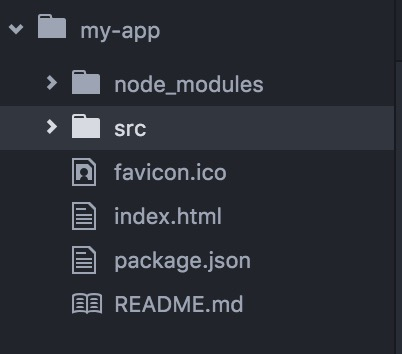 my-app
node_modules
src
favicon.ico
index.html
package.json
README.md